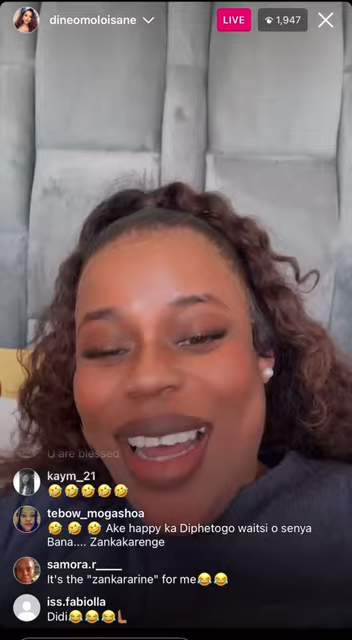 dineomoloisane
LIVE
1,947
U are blessed
kaym_21
🤣🤣🤣🤣🤣
tebow_mogashoa
🤣 🤣 🤣 Ake happy ka Diphetogo waitsi o senya
Bana.... Zankakarenge
samora.r____
It's the "zankararine" for me😂😂
iss.fabiolla
Didi😂😂😂